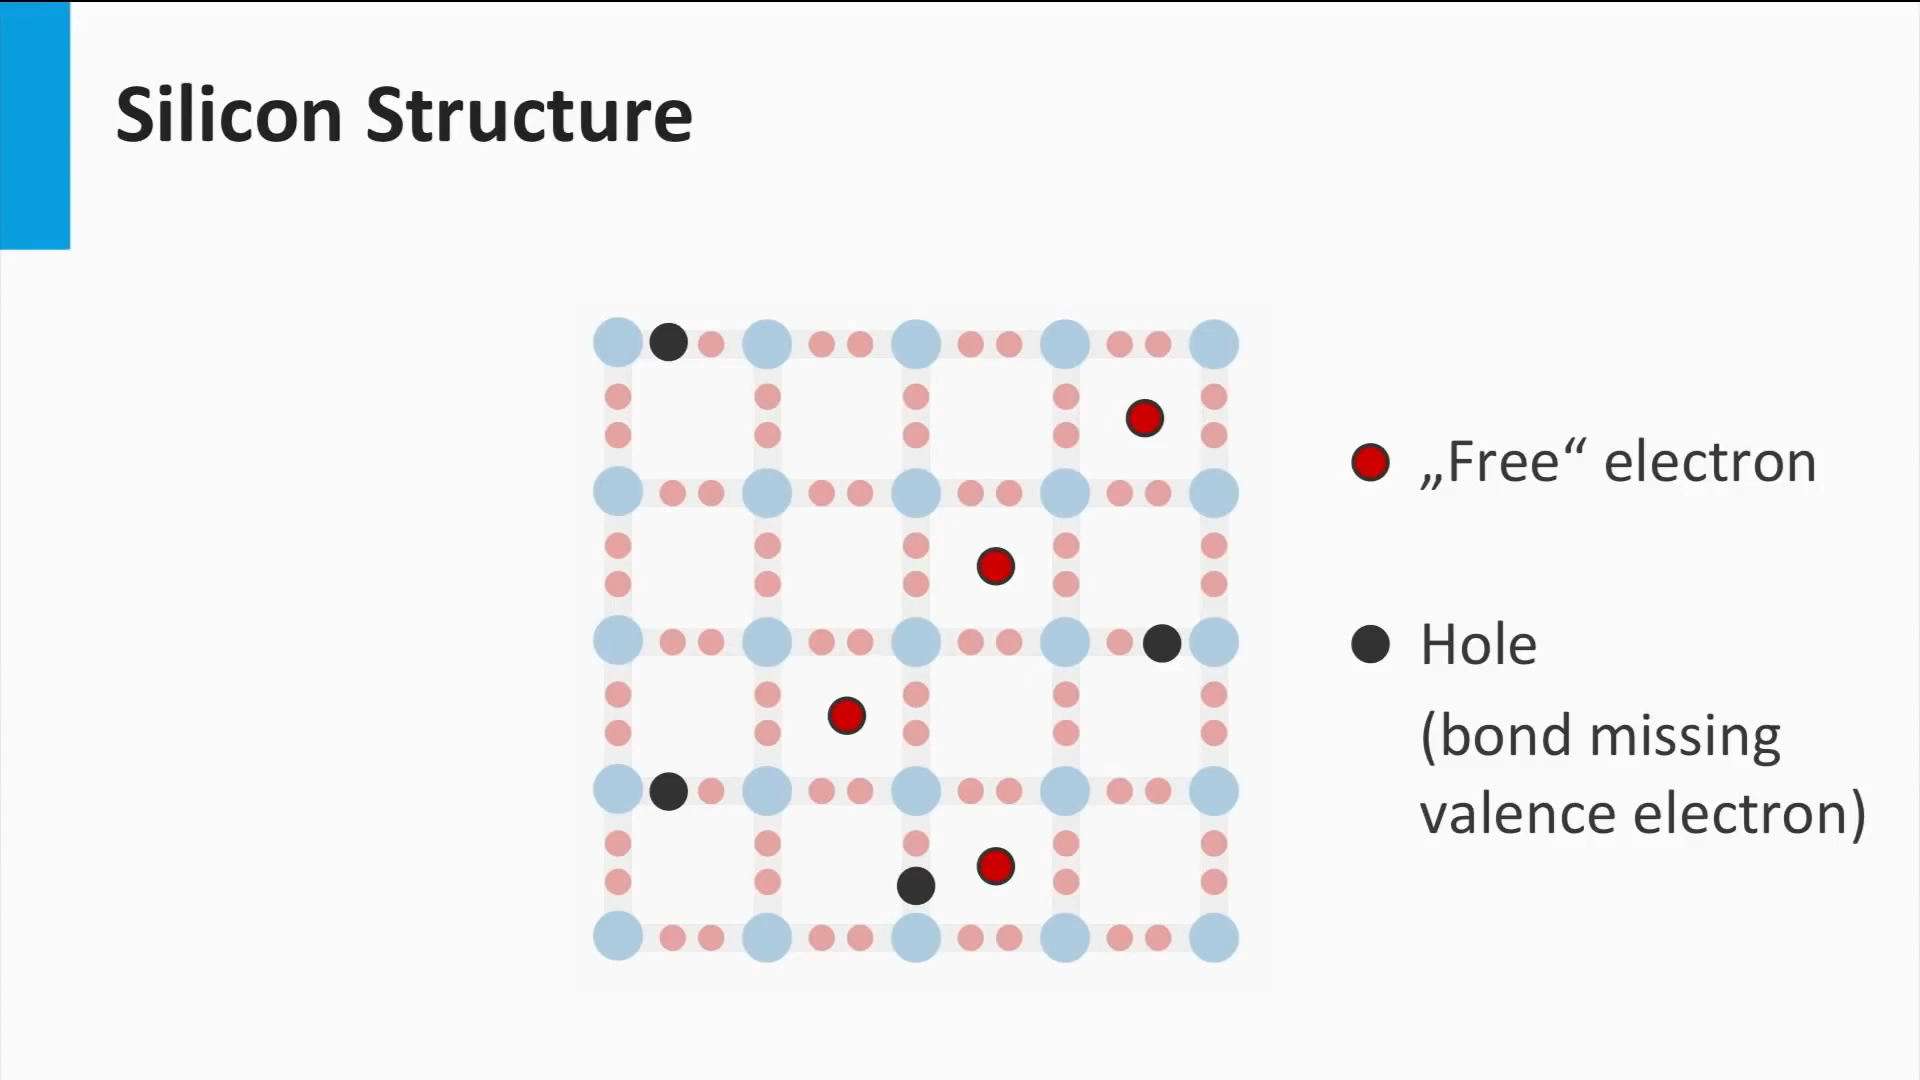 Silicon Structure
„Free“ electron
Hole
(bond missing
valence electron)